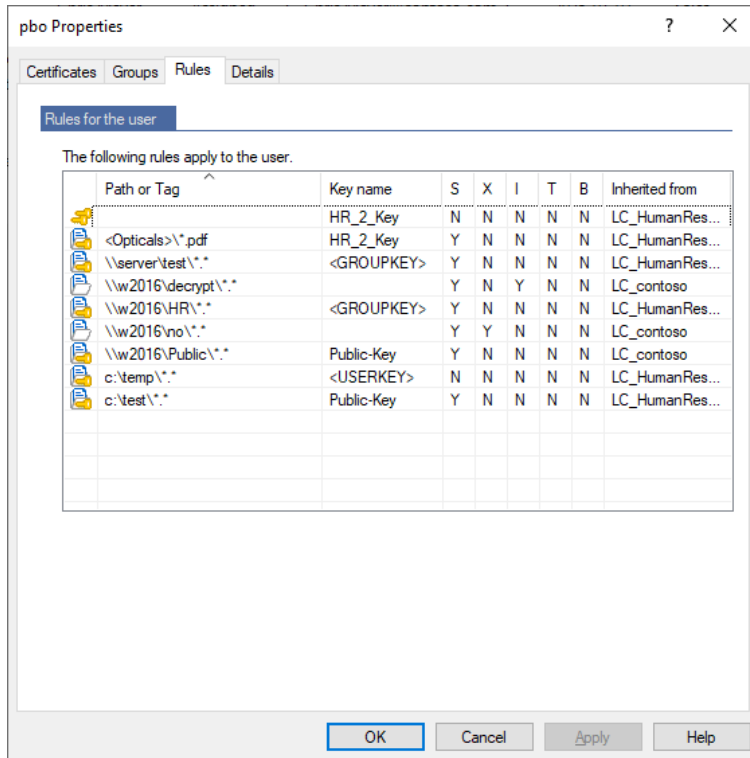 pbo Properties ? X
Certificates Groups Rules Details
Rules for the user
The following rules apply to the user.
Path or Tag Key name S X I T B Inherited from
HR_2_Key N N N N N LC_HumanRes...
<Opticals>\*.pdf HR_2_Key Y N N N N LC_HumanRes...
\\server\test\*.* <GROUPKEY> Y N N N N LC_HumanRes...
\\w2016\decrypt\*.* Y N Y N N LC_contoso
\\w2016\HR\*.* <GROUPKEY> Y N N N N LC_HumanRes...
\\w2016\no\*.* Y Y N N N LC_contoso
\\w2016\Public\*.* Public-Key Y N N N N LC_contoso
c:\temp\*.* <USERKEY> N N N N N LC_HumanRes...
c:\test\*.* Public-Key Y N N N N LC_HumanRes...
OK Cancel Apply Help